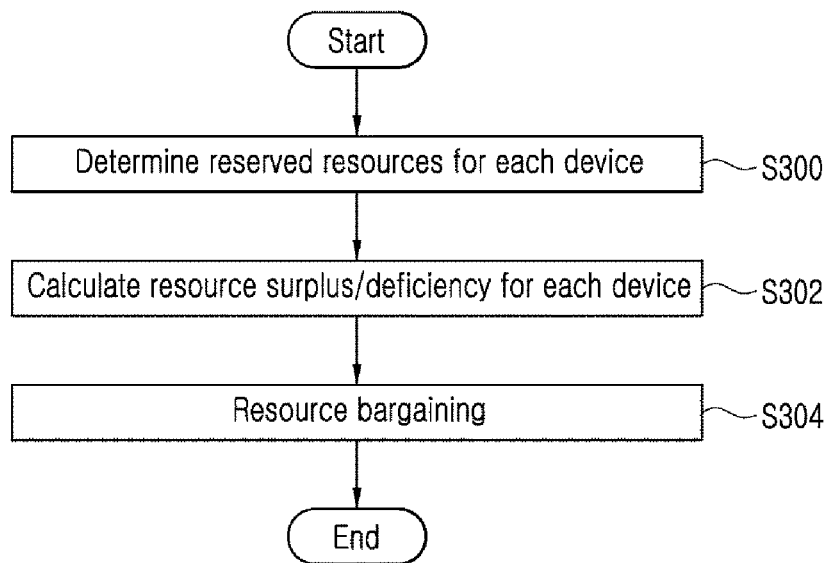 Start
Determine reserved resources for each device
S300
Calculate resource surplus/deficiency for each device
S302
Resource bargaining
S304
End